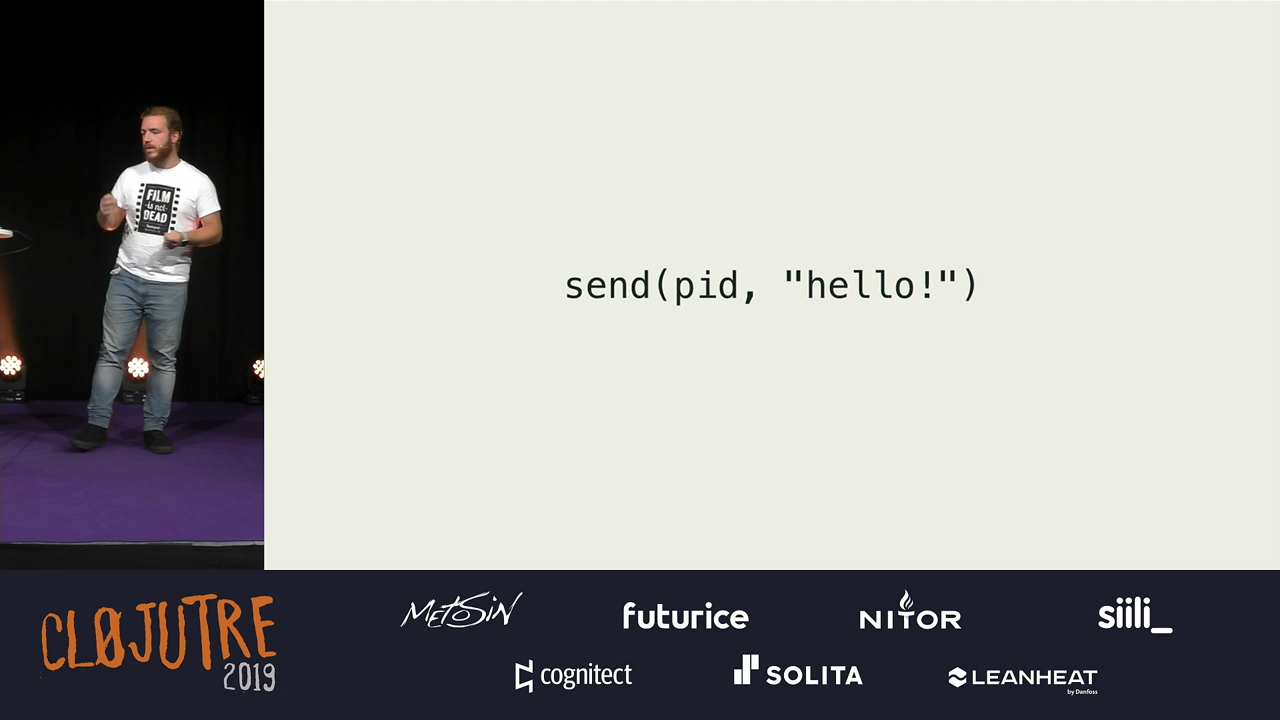 FILM
is not
DEAD
send(pid, "hello!")
CLØJUTRE
2019
METOSIN
futurice
NITOR
siili_
cognitect
SOLITA
LEANHEAT
by Danfoss